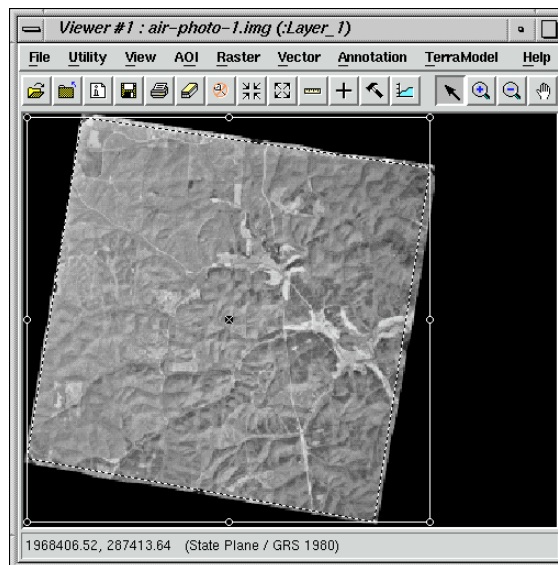 Viewer #1 : air-photo-1.img (:Layer_1)
File Utility View AOI Raster Vector Annotation TerraModel Help
1968406.52, 287413.64 (State Plane / GRS 1980)